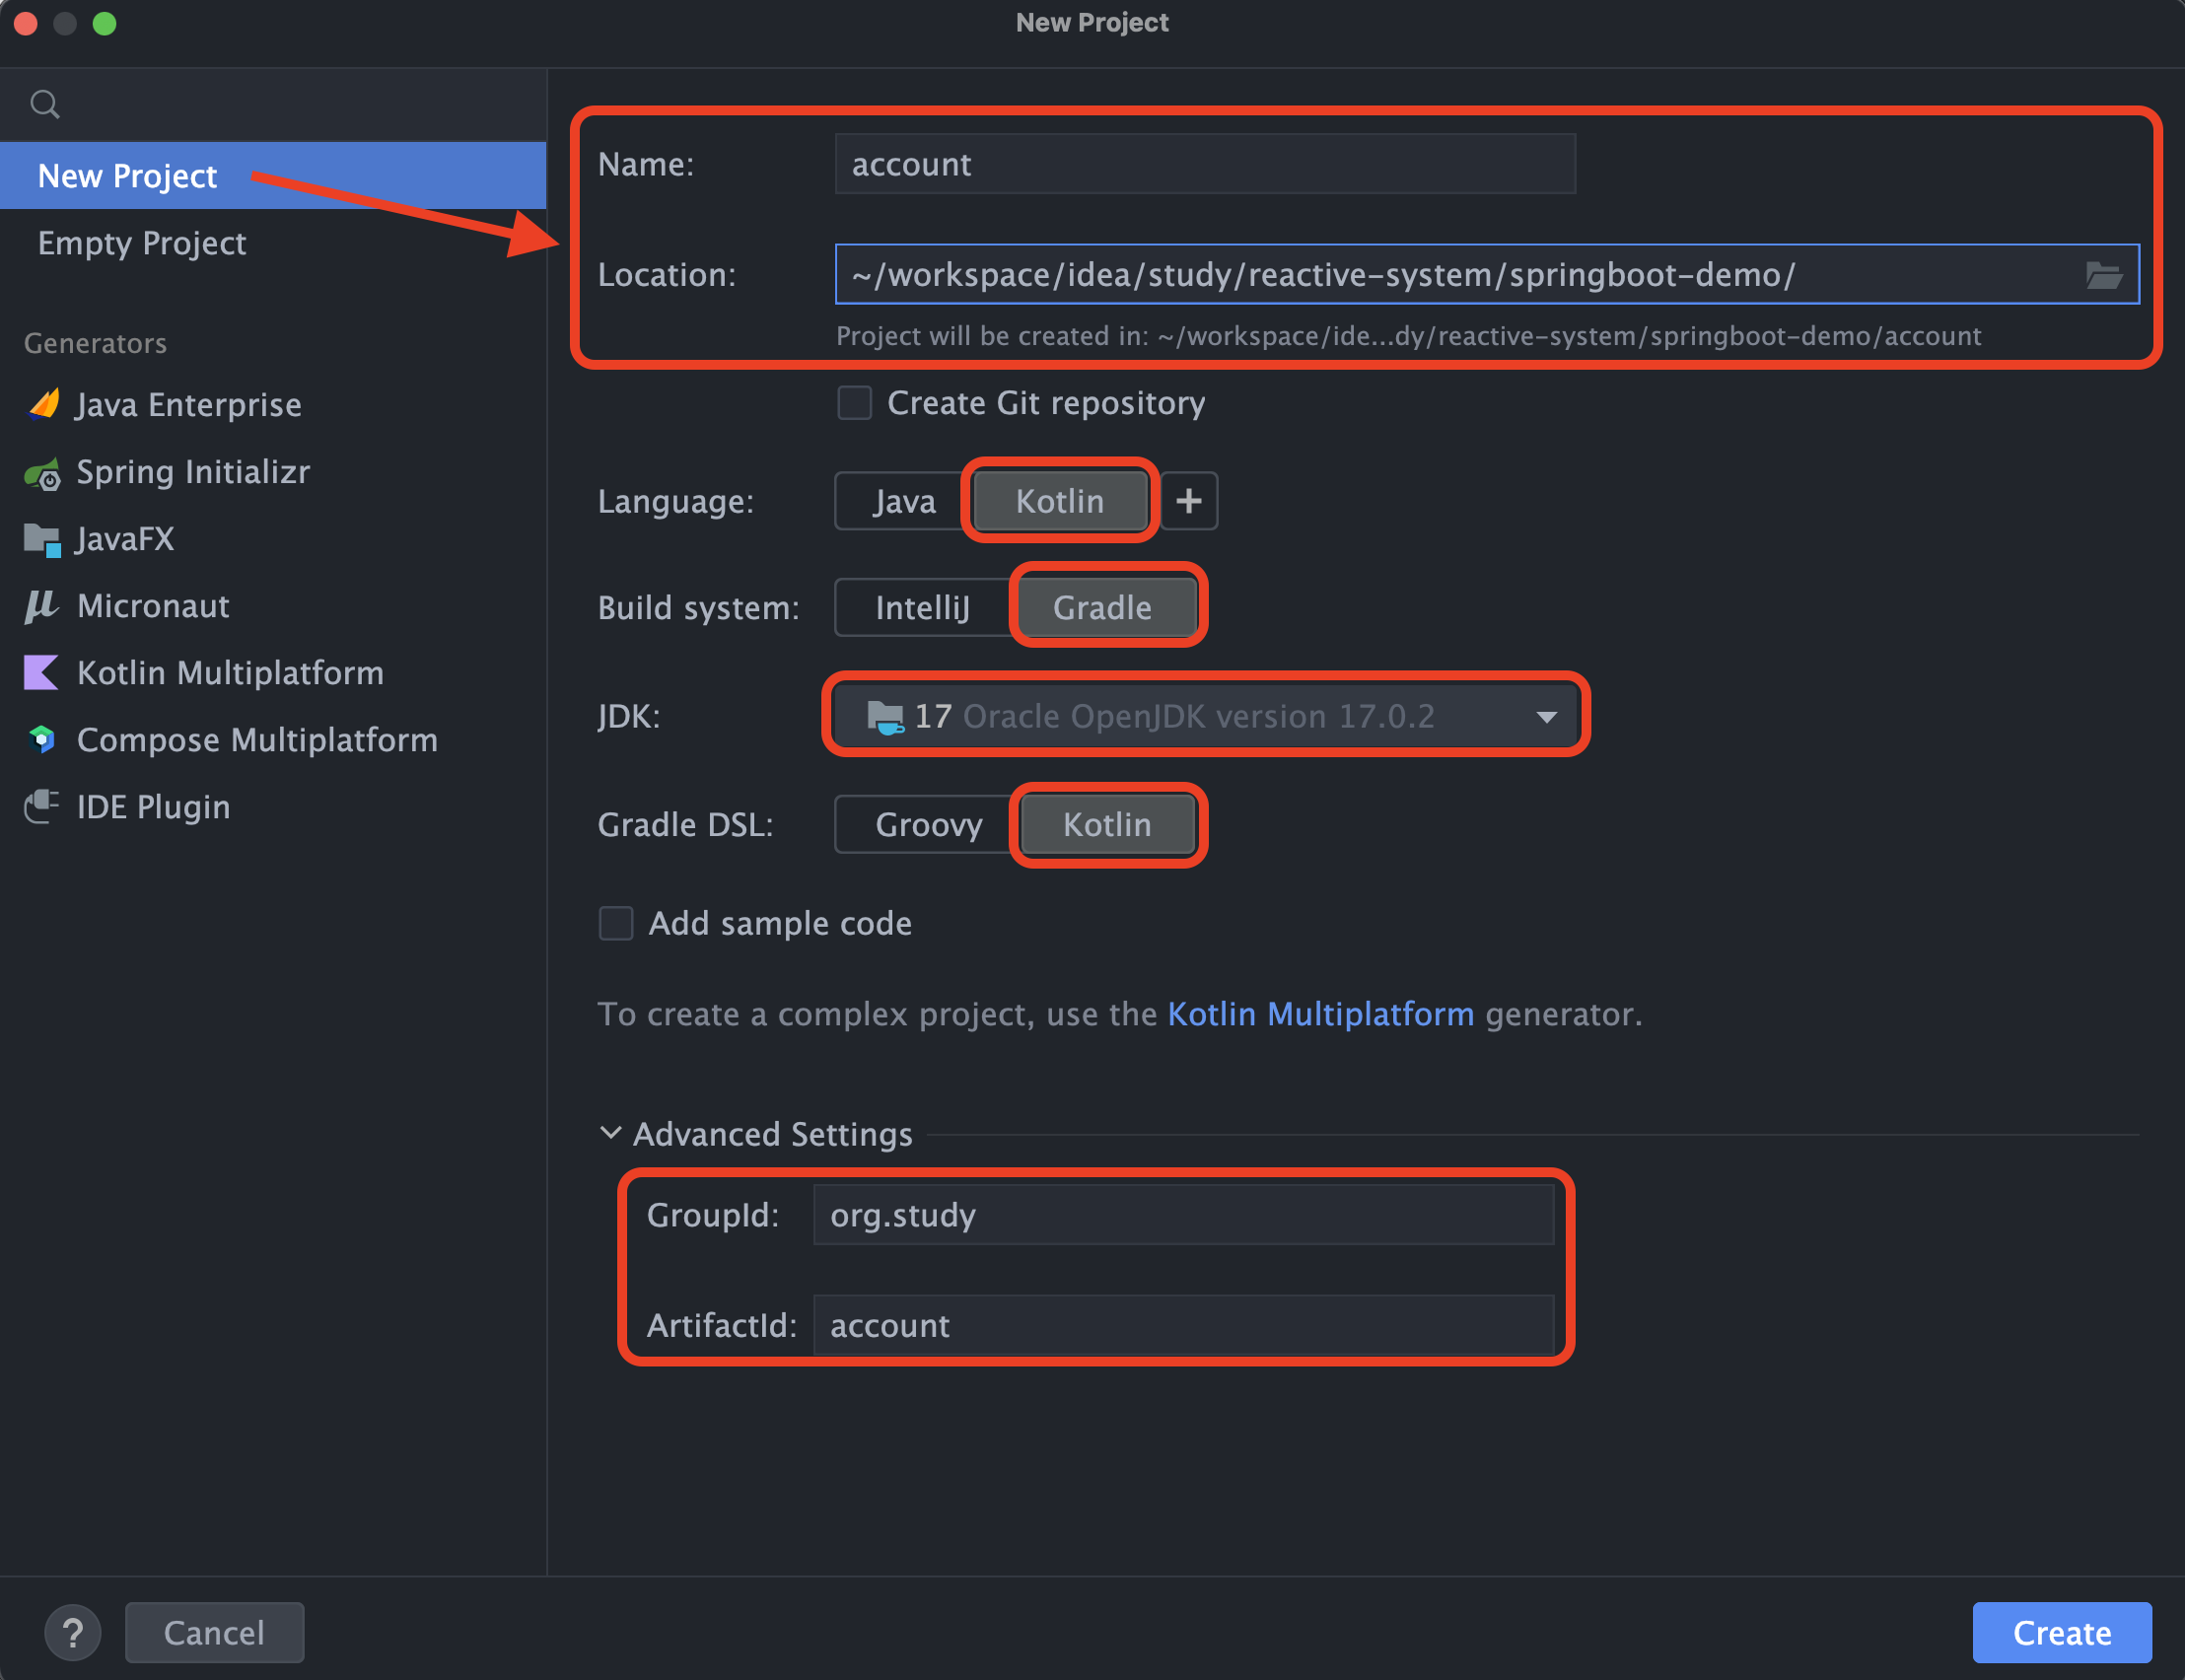 New Project
New Project
Empty Project
Generators
Java Enterprise
Spring Initializr
JavaFX
Micronaut
Kotlin Multiplatform
Compose Multiplatform
IDE Plugin
Name: account
Location: ~/workspace/idea/study/reactive-system/springboot-demo/
Project will be created in: ~/workspace/ide...dy/reactive-system/springboot-demo/account
Create Git repository
Language: Java Kotlin +
Build system: IntelliJ Gradle
JDK: 17 Oracle OpenJDK version 17.0.2
Gradle DSL: Groovy Kotlin
Add sample code
To create a complex project, use the Kotlin Multiplatform generator.
Advanced Settings
GroupId: org.study
ArtifactId: account
? Cancel Create